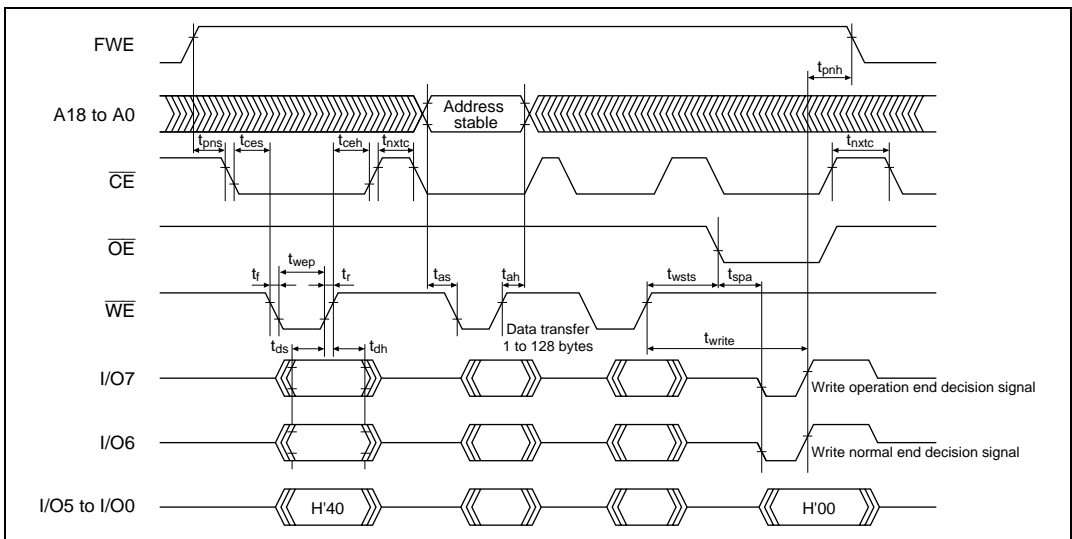 FWE
tpnh
A18 to A0
Address
stable
tpns
tces
tceh
tnxtc
tnxtc
CE
OE
tf
twep
tr
tas
tah
twsts
tspa
WE
Data transfer
1 to 128 bytes
tds
tdh
twrite
I/O7
Write operation end decision signal
I/O6
Write normal end decision signal
I/O5 to I/O0
H'40
H'00